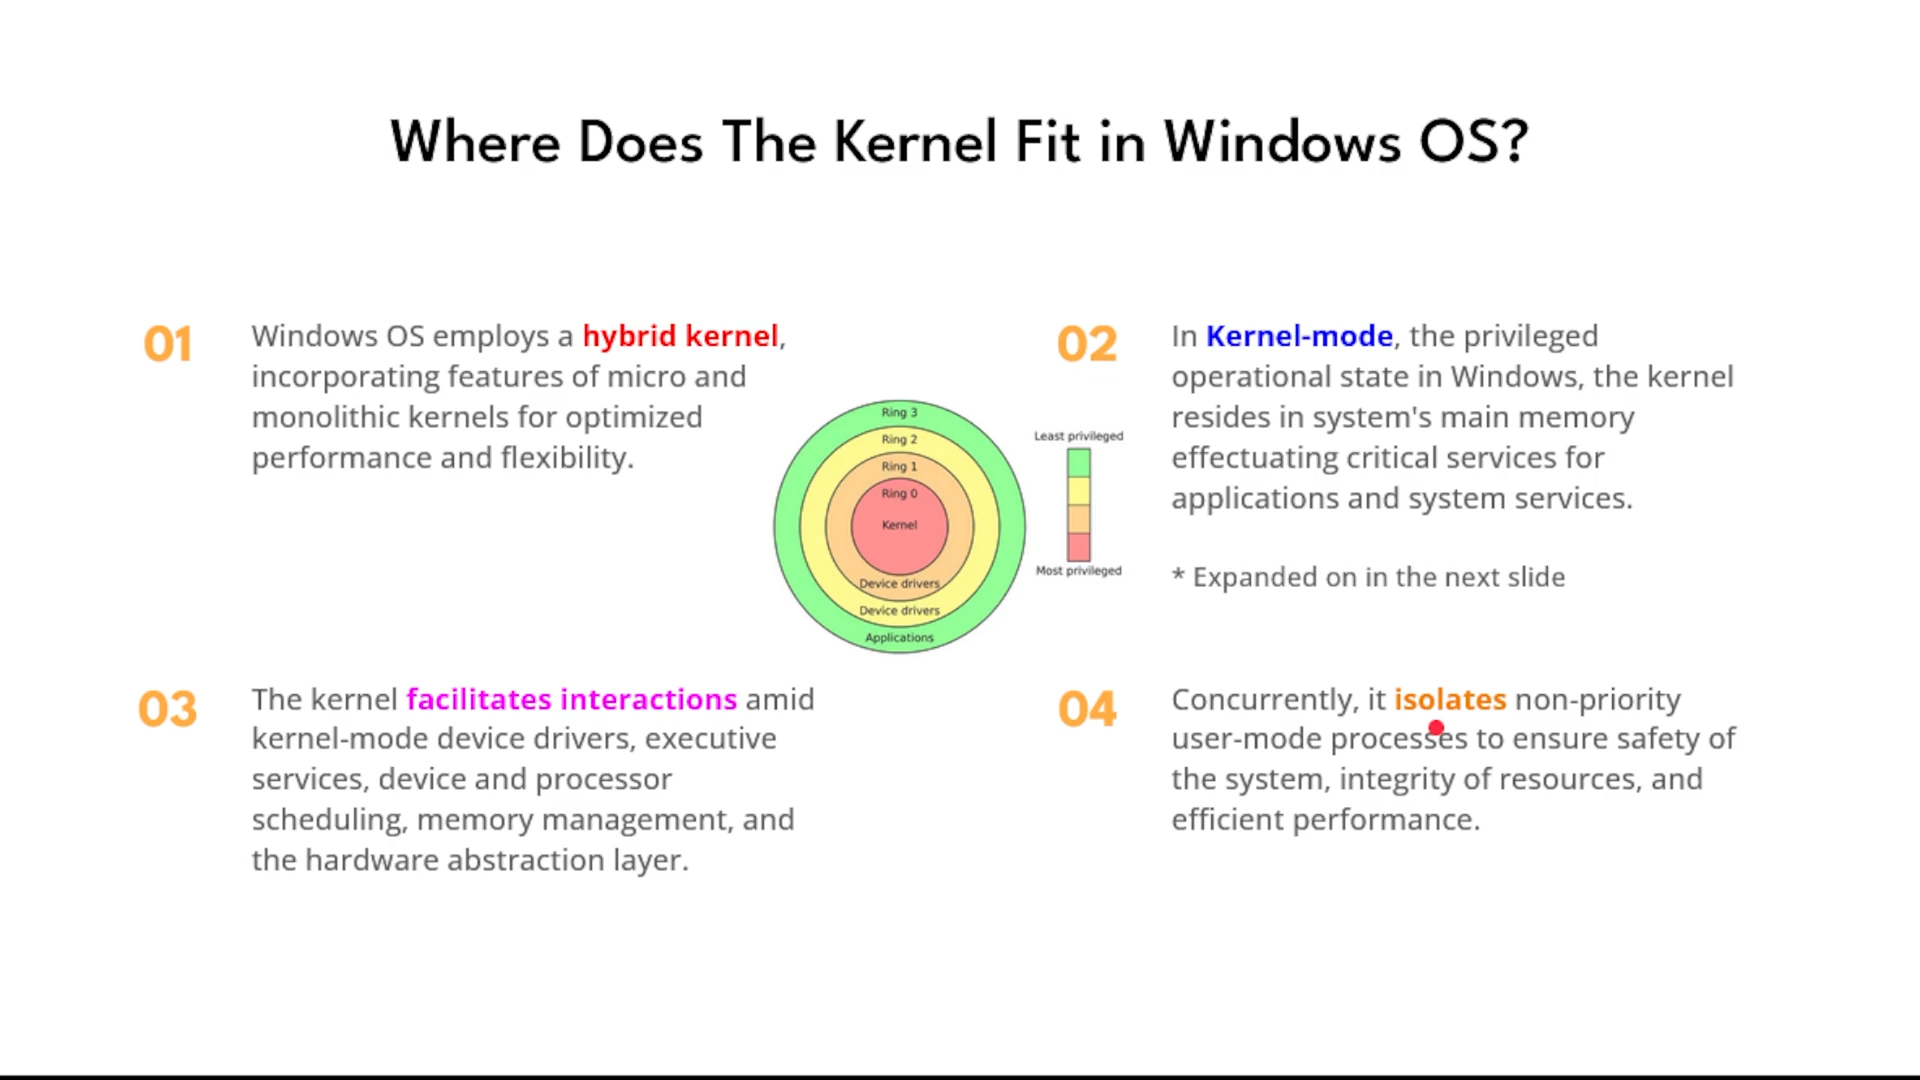 Where Does The Kernel Fit in Windows OS?
01
Windows OS employs a hybrid kernel,
incorporating features of micro and
monolithic kernels for optimized
performance and flexibility.
02
In Kernel-mode, the privileged
operational state in Windows, the kernel
resides in system's main memory
effectuating critical services for
applications and system services.
* Expanded on in the next slide
Ring 3
Ring 2
Ring 1
Ring 0
Kernel
Device drivers
Device drivers
Applications
Least privileged
Most privileged
03
The kernel facilitates interactions amid
kernel-mode device drivers, executive
services, device and processor
scheduling, memory management, and
the hardware abstraction layer.
04
Concurrently, it isolates non-priority
user-mode processes to ensure safety of
the system, integrity of resources, and
efficient performance.